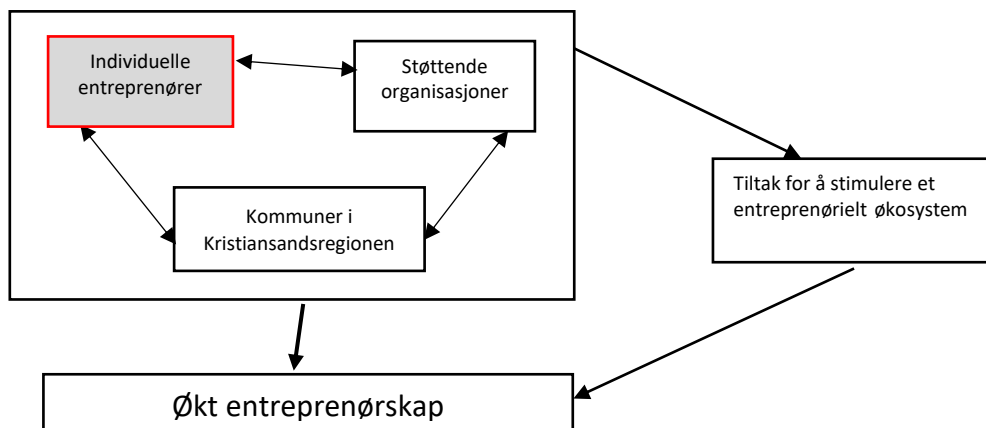 Individuelle
entreprenører
Støttende
organisasjoner
Kommuner i
Kristiansandsregionen
Tiltak for å stimulere et
entreprenørielt økosystem
Økt entreprenørskap